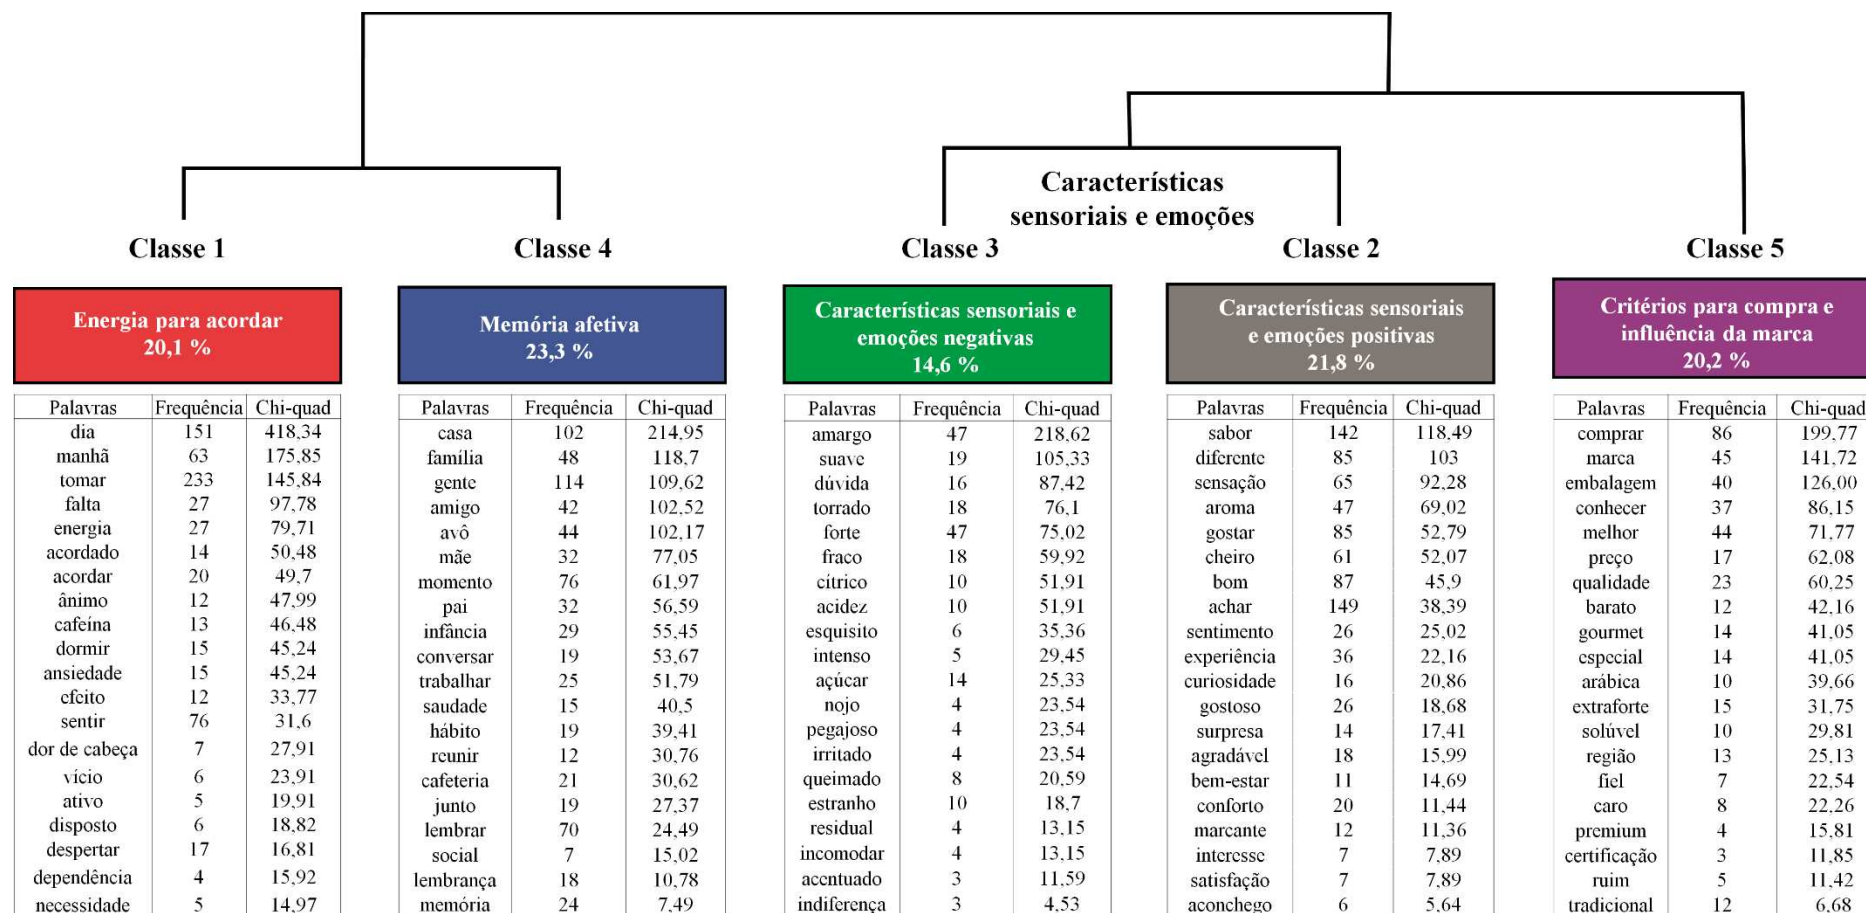 Características
sensoriais e emoções
Classe 1
Classe 4
Classe 3
Classe 2
Classe 5
Energia para acordar
20,1 %
Memória afetiva
23,3 %
Características sensoriais e
emoções negativas
14,6 %
Características sensoriais
e emoções positivas
21,8 %
Critérios para compra e
influência da marca
20,2 %
Palavras Frequência Chi-quad
dia 151 418,34
manhã 63 175,85
tomar 233 145,84
falta 27 97,78
energia 27 79,71
acordado 14 50,48
acordar 20 49,7
ânimo 12 47,99
cafeína 13 46,48
dormir 15 45,24
ansiedade 15 45,24
efeito 12 33,77
sentir 76 31,6
dor de cabeça 7 27,91
vício 6 23,91
ativo 5 19,91
disposto 6 18,82
despertar 17 16,81
dependência 4 15,92
necessidade 5 14,97
Palavras Frequência Chi-quad
casa 102 214,95
família 48 118,7
gente 114 109,62
amigo 42 102,52
avô 44 102,17
mãe 32 77,05
momento 76 61,97
pai 32 56,59
infância 29 55,45
conversar 19 53,67
trabalhar 25 51,79
saudade 15 40,5
hábito 19 39,41
reunir 12 30,76
cafeteria 21 30,62
junto 19 27,37
lembrar 70 24,49
social 7 15,02
lembrança 18 10,78
memória 24 7,49
Palavras Frequência Chi-quad
amargo 47 218,62
suave 19 105,33
dúvida 16 87,42
torrado 18 76,1
forte 47 75,02
fraco 18 59,92
cítrico 10 51,91
acidez 10 51,91
esquisito 6 35,36
intenso 5 29,45
açúcar 14 25,33
nojo 4 23,54
pegajoso 4 23,54
irritado 4 23,54
queimado 8 20,59
estranho 10 18,7
residual 4 13,15
incomodar 4 13,15
acentuado 3 11,59
indiferença 3 4,53
Palavras Frequência Chi-quad
sabor 142 118,49
diferente 85 103
sensação 65 92,28
aroma 47 69,02
gostar 85 52,79
cheiro 61 52,07
bom 87 45,9
achar 149 38,39
sentimento 26 25,02
experiência 36 22,16
curiosidade 16 20,86
gostoso 26 18,68
surpresa 14 17,41
agradável 18 15,99
bem-estar 11 14,69
conforto 20 11,44
marcante 12 11,36
interesse 7 7,89
satisfação 7 7,89
aconchego 6 5,64
Palavras Frequência Chi-quad
comprar 86 199,77
marca 45 141,72
embalagem 40 126,00
conhecer 37 86,15
melhor 44 71,77
preço 17 62,08
qualidade 23 60,25
barato 12 42,16
gourmet 14 41,05
especial 14 41,05
arábica 10 39,66
extraforte 15 31,75
solúvel 10 29,81
região 13 25,13
fiel 7 22,54
caro 8 22,26
premium 4 15,81
certificação 3 11,85
ruim 5 11,42
tradicional 12 6,68